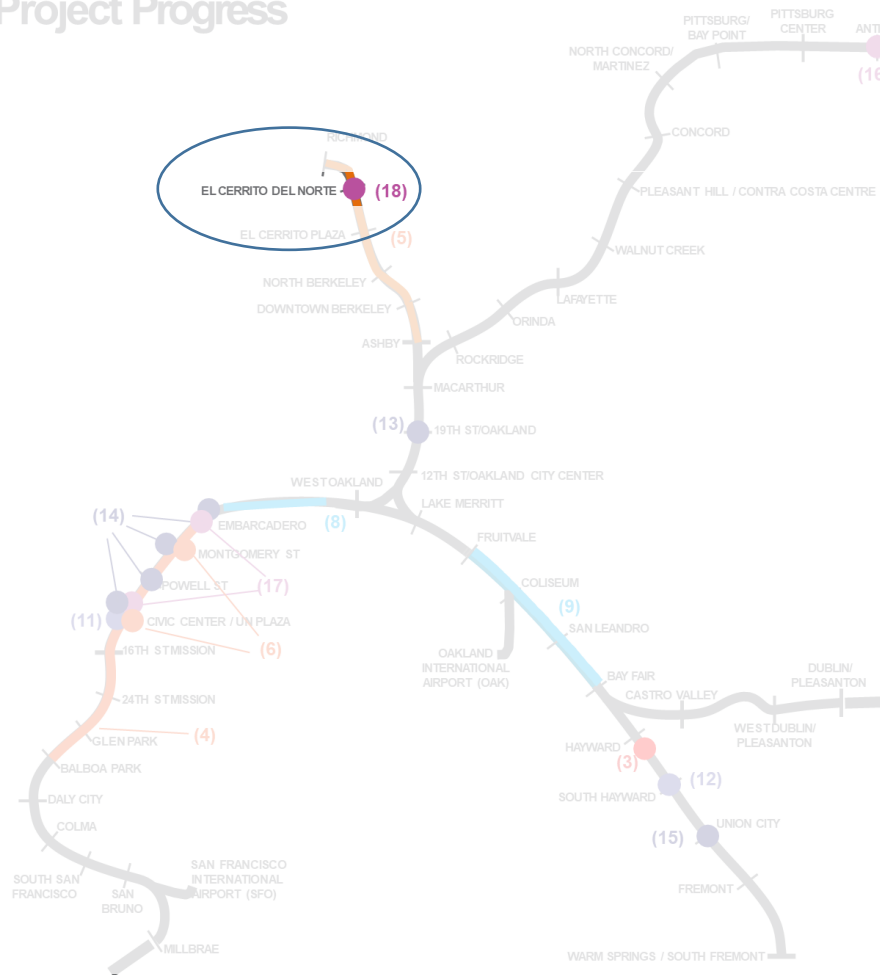 Project Progress
PITTSBURG/
BAY POINT
PITTSBURG
CENTER
ANTI
(16
NORTH CONCORD/
MARTINEZ
CONCORD
RICHMOND
EL CERRITO DEL NORTE
(18)
PLEASANT HILL / CONTRA COSTA CENTRE
EL CERRITO PLAZA
(5)
WALNUT CREEK
NORTH BERKELEY
LAFAYETTE
DOWNTOWN BERKELEY
ORINDA
ASHBY
ROCKRIDGE
MACARTHUR
(13)
19TH ST/OAKLAND
12TH ST/OAKLAND CITY CENTER
WEST OAKLAND
LAKE MERRITT
(14)
EMBARCADERO
(8)
FRUITVALE
MONTGOMERY ST
POWELL ST
(17)
COLISEUM
(9)
(11)
CIVIC CENTER / UN PLAZA
SAN LEANDRO
16TH ST MISSION
(6)
OAKLAND
INTERNATIONAL
AIRPORT (OAK)
BAY FAIR
DUBLIN/
PLEASANTON
24TH ST MISSION
CASTRO VALLEY
WEST DUBLIN/
PLEASANTON
GLEN PARK
(4)
HAYWARD
(3)
BALBOA PARK
(12)
SOUTH HAYWARD
DALY CITY
COLMA
UNION CITY
(15)
SOUTH SAN
FRANCISCO
SAN
BRUNO
SAN FRANCISCO
INTERNATIONAL
AIRPORT (SFO)
FREMONT
MILLBRAE
WARM SPRINGS / SOUTH FREMONT